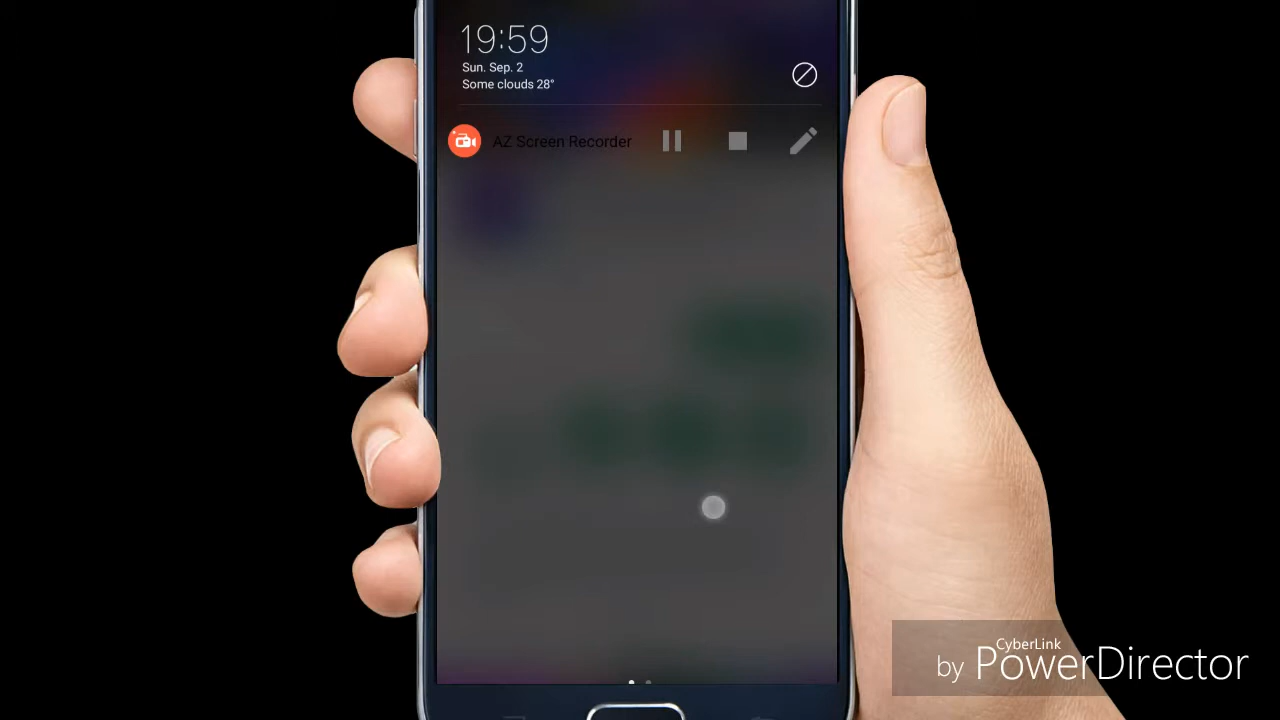 19:59
Sun. Sep. 2
Some clouds 28°
AZ Screen Recorder
CyberLink
by PowerDirector